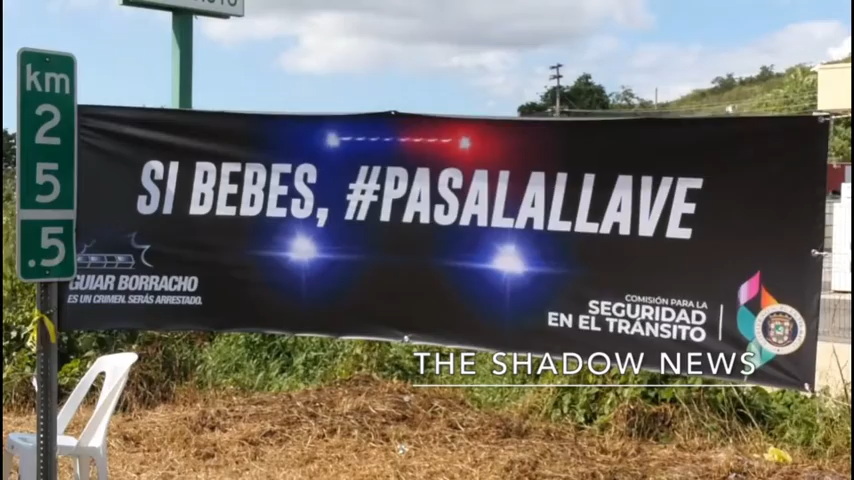 km
25
.5
SI BEBES, #PASALALLAVE
GUIAR BORRACHO
ES UN CRIMEN. SERÁS ARRESTADO.
COMISIÓN PARA LA
SEGURIDAD
EN EL TRÁNSITO
THE SHADOW NEWS